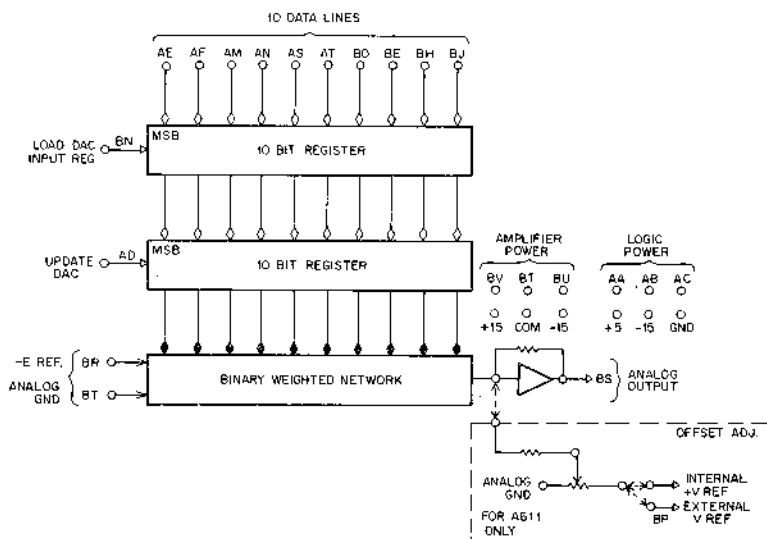 10 DATA LINES
AE AF AM AN AS AT BD BE BH BJ
LOAD DAC
INPUT REG
BN
MSB
10 BIT REGISTER
UPDATE
DAC
AD
MSB
10 BIT REGISTER
AMPLIFIER
POWER
LOGIC
POWER
BV BT BU
AA AB AC
+15 COM -15
+5 -15 GND
-E REF.
ANALOG
GND
BR
BT
BINARY WEIGHTED NETWORK
BS
ANALOG
OUTPUT
OFFSET ADJ.
ANALOG
GND
INTERNAL
+V REF
EXTERNAL
V REF
BP
FOR A611
ONLY